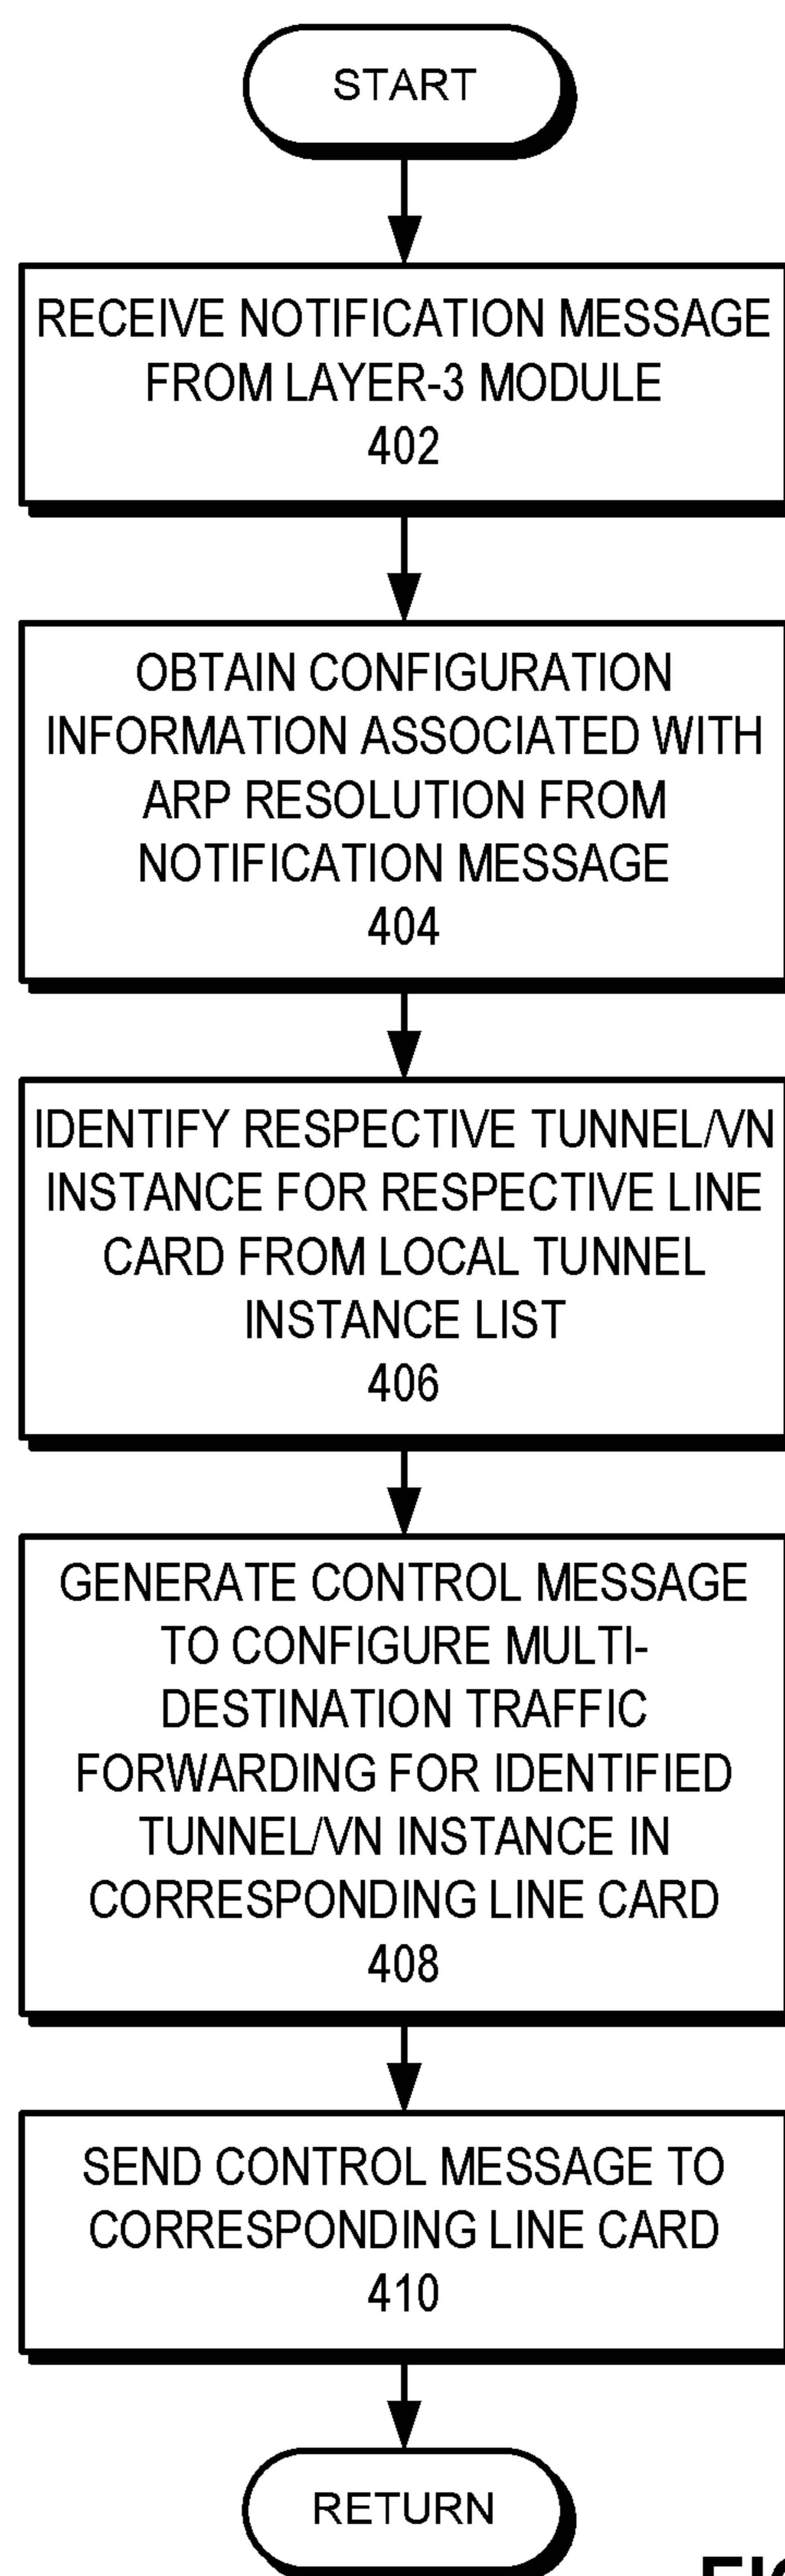 START
RECEIVE NOTIFICATION MESSAGE
FROM LAYER-3 MODULE
402
OBTAIN CONFIGURATION
INFORMATION ASSOCIATED WITH
ARP RESOLUTION FROM
NOTIFICATION MESSAGE
404
IDENTIFY RESPECTIVE TUNNEL/VN
INSTANCE FOR RESPECTIVE LINE
CARD FROM LOCAL TUNNEL
INSTANCE LIST
406
GENERATE CONTROL MESSAGE
TO CONFIGURE MULTI-
DESTINATION TRAFFIC
FORWARDING FOR IDENTIFIED
TUNNEL/VN INSTANCE IN
CORRESPONDING LINE CARD
408
SEND CONTROL MESSAGE TO
CORRESPONDING LINE CARD
410
RETURN